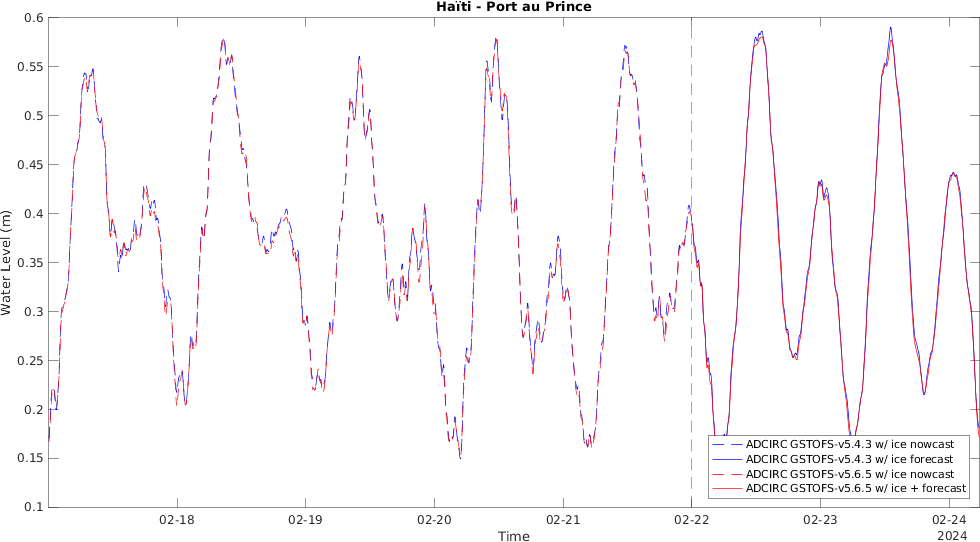 Haïti - Port au Prince
0.6
0.55
0.5
0.45
0.4
0.35
0.3
0.25
0.2
0.15
0.1
Water Level (m)
ADCIRC GSTOFS-v5.4.3 w/ ice nowcast
ADCIRC GSTOFS-v5.4.3 w/ ice forecast
ADCIRC GSTOFS-v5.6.5 w/ ice nowcast
ADCIRC GSTOFS-v5.6.5 w/ ice + forecast
02-18
02-19
02-20
02-21
02-22
02-23
02-24
2024
Time